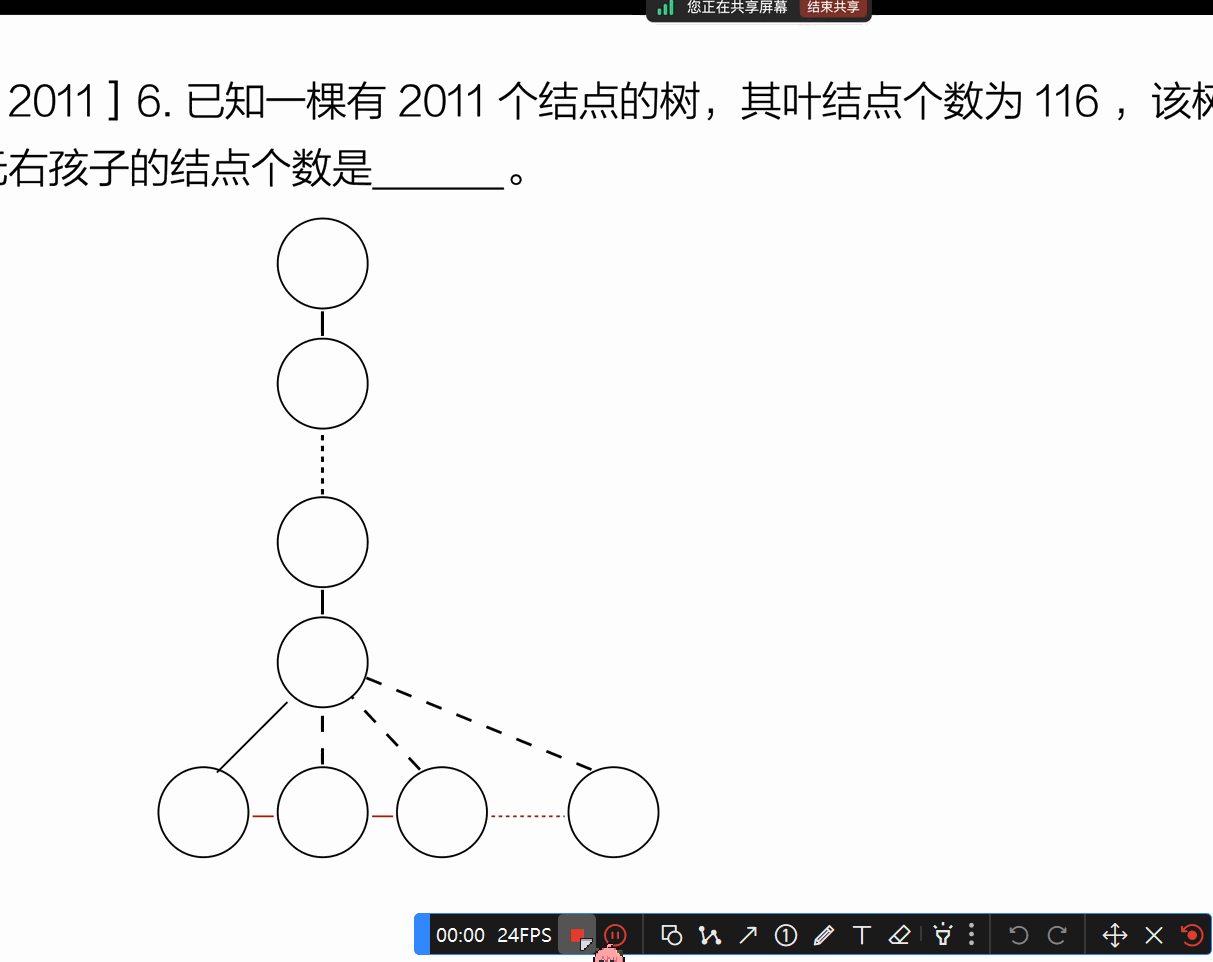 您正在共享屏幕 结束共享
2011 ] 6. 已知一棵有 2011 个结点的树，其叶结点个数为 116 ，该
右孩子的结点个数是______。
00:00 24FPS